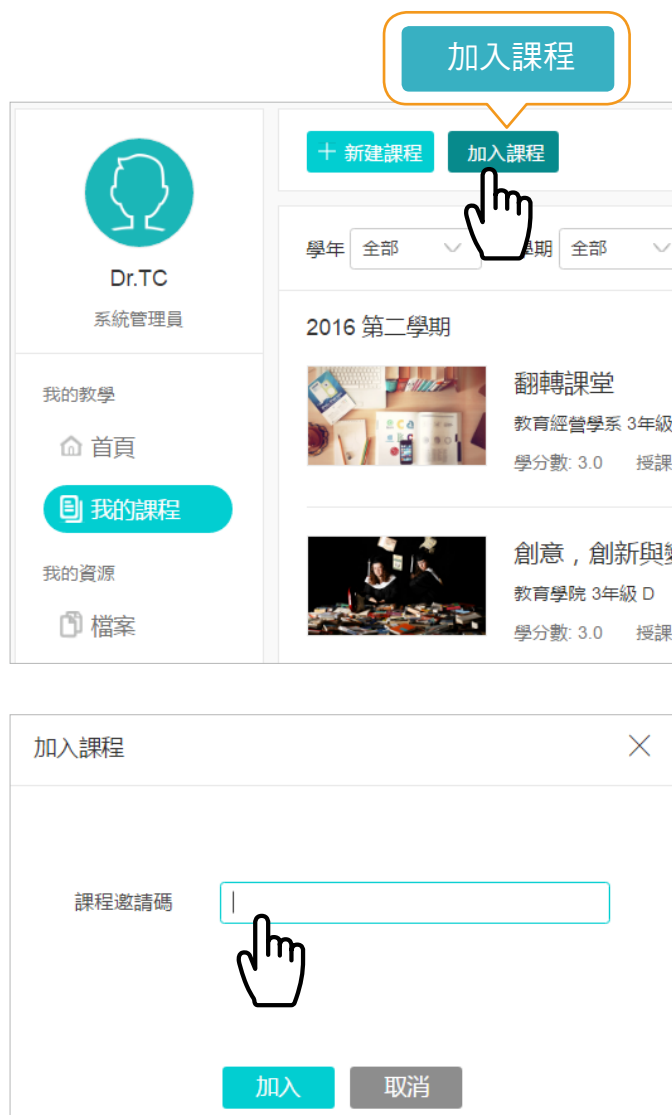 加入課程
+ 新建課程 加入課程
學年 全部 學期 全部
Dr.TC
系統管理員
我的教學
首頁
我的課程
我的資源
檔案
2016 第二學期
翻轉課堂
教育經營學系 3年級
學分數: 3.0 授課
創意，創新與
教育學院 3年級 D
學分數: 3.0 授課
加入課程
課程邀請碼
加入 取消